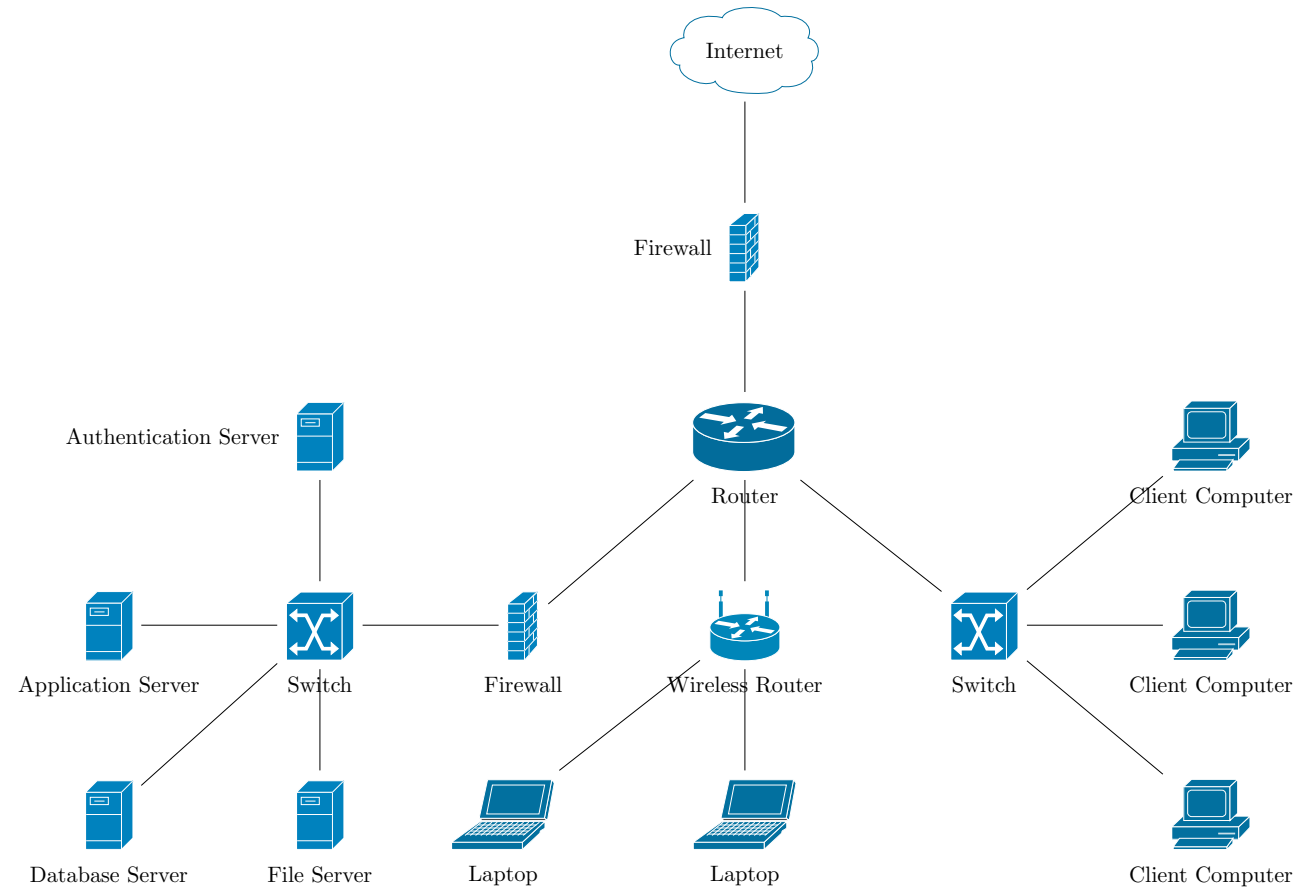 Internet
Firewall
Authentication Server
Router
Client Computer
Application Server
Switch
Firewall
Wireless Router
Switch
Client Computer
Database Server
File Server
Laptop
Laptop
Client Computer